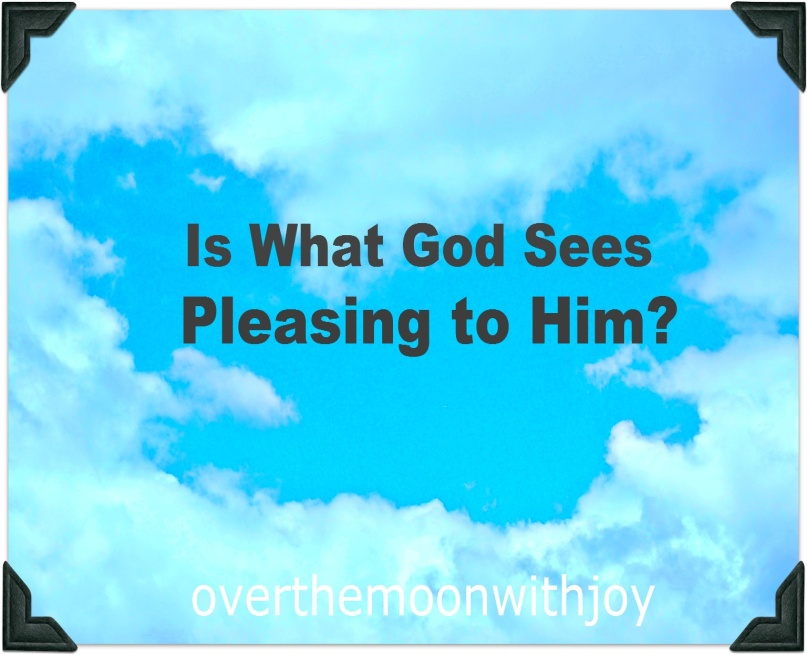 Is What God Sees
Pleasing to Him?
overthemoonwithjoy